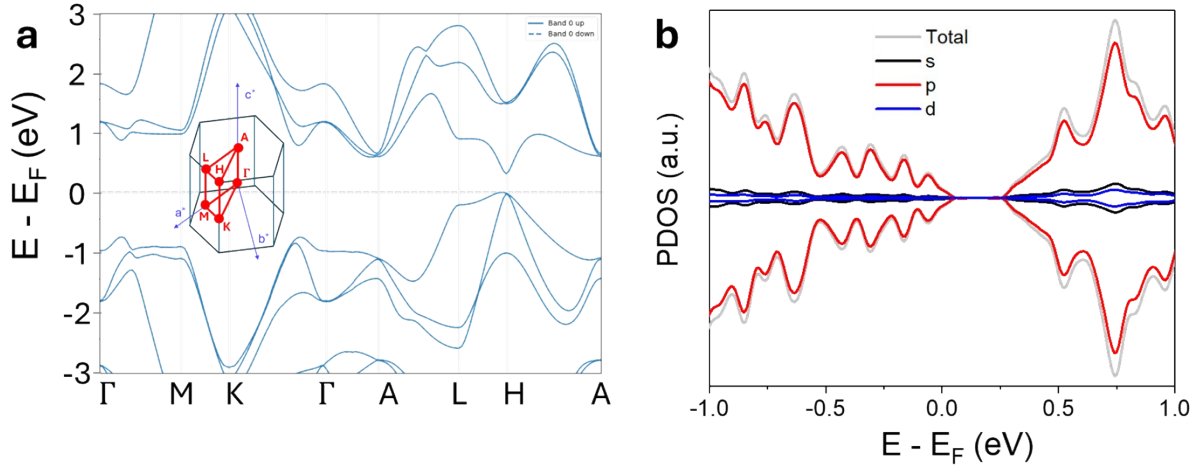 a
Band 0 up
Band 0 down
E - E_F (eV)
3
2
1
0
-1
-2
-3
c*
A
L
H
Γ
M
K
a*
b*
Γ M K Γ A L H A
b
Total
s
p
d
PDOS (a.u.)
-1.0 -0.5 0.0 0.5 1.0
E - E_F (eV)